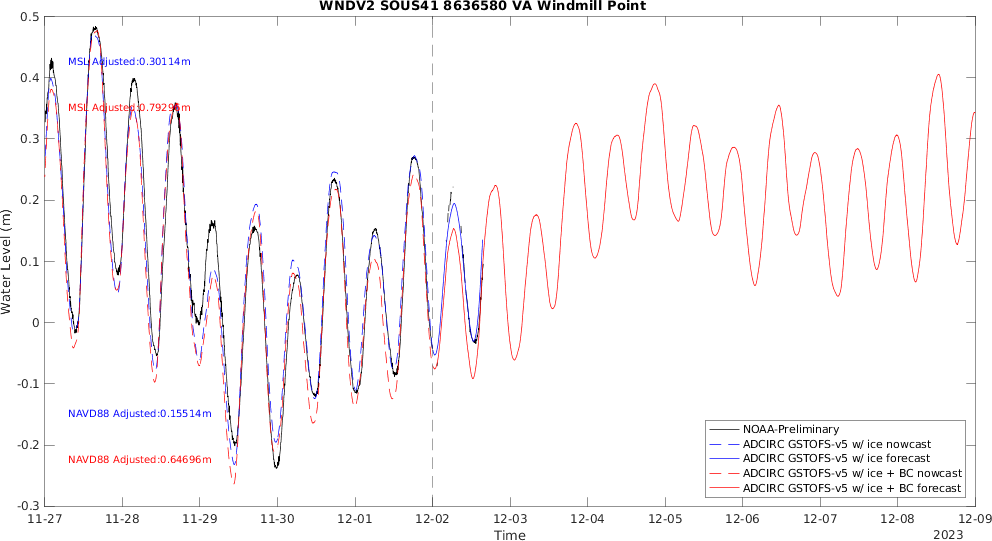 WNDV2 SOUS41 8636580 VA Windmill Point
0.5
0.4
0.3
0.2
0.1
0
-0.1
-0.2
-0.3
Water Level (m)
MSL Adjusted:0.30114m
MSL Adjusted:0.79296m
NAVD88 Adjusted:0.15514m
NAVD88 Adjusted:0.64696m
NOAA-Preliminary
ADCIRC GSTOFS-v5 w/ ice nowcast
ADCIRC GSTOFS-v5 w/ ice forecast
ADCIRC GSTOFS-v5 w/ ice + BC nowcast
ADCIRC GSTOFS-v5 w/ ice + BC forecast
11-27 11-28 11-29 11-30 12-01 12-02 12-03 12-04 12-05 12-06 12-07 12-08 12-09
Time
2023